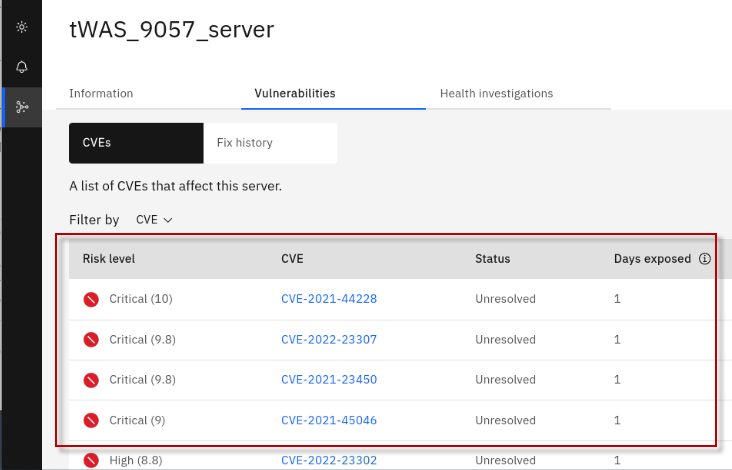 tWAS_9057_server
Information Vulnerabilities Health investigations
CVEs Fix history
A list of CVEs that affect this server.
Filter by CVE
Risk level CVE Status Days exposed
Critical (10) CVE-2021-44228 Unresolved 1
Critical (9.8) CVE-2022-23307 Unresolved 1
Critical (9.8) CVE-2021-23450 Unresolved 1
Critical (9) CVE-2021-45046 Unresolved 1
High (8.8) CVE-2022-23302 Unresolved 1